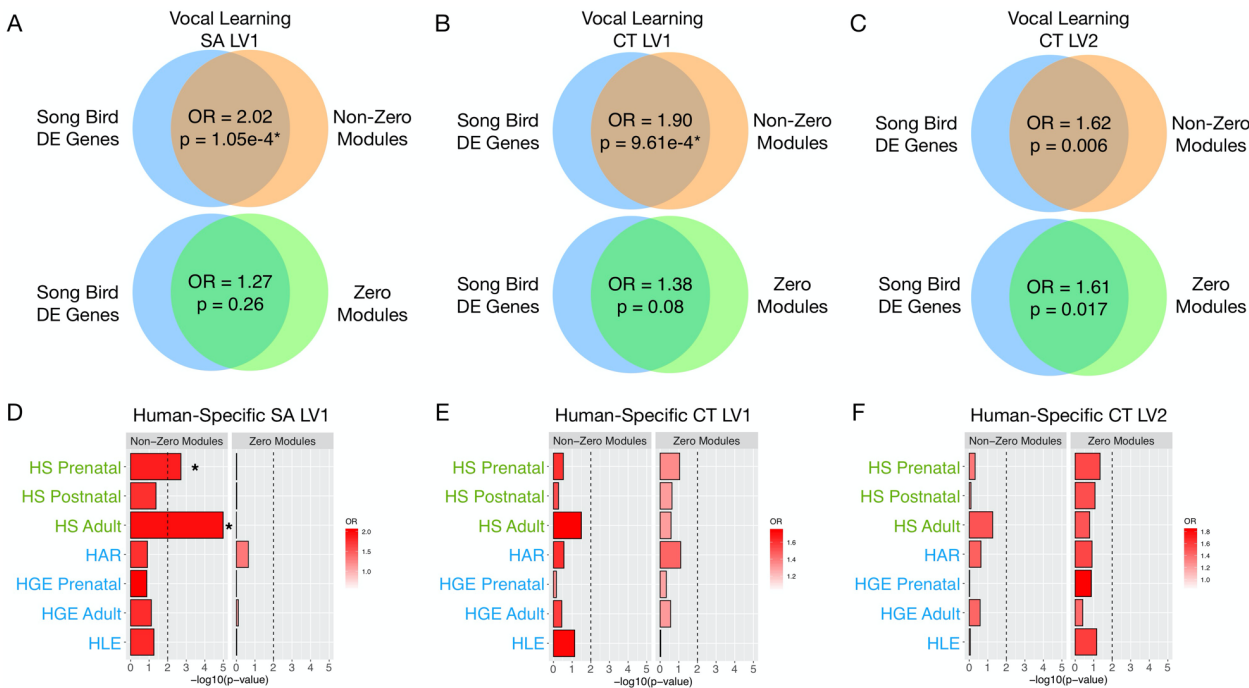 A
Vocal Learning
SA LV1
Song Bird
DE Genes
OR = 2.02
p = 1.05e-4*
Non-Zero
Modules
Song Bird
DE Genes
OR = 1.27
p = 0.26
Zero
Modules
B
Vocal Learning
CT LV1
Song Bird
DE Genes
OR = 1.90
p = 9.61e-4*
Non-Zero
Modules
Song Bird
DE Genes
OR = 1.38
p = 0.08
Zero
Modules
C
Vocal Learning
CT LV2
Song Bird
DE Genes
OR = 1.62
p = 0.006
Non-Zero
Modules
Song Bird
DE Genes
OR = 1.61
p = 0.017
Zero
Modules
D
Human-Specific SA LV1
Non-Zero Modules Zero Modules
HS Prenatal *
HS Postnatal
HS Adult *
HAR
HGE Prenatal
HGE Adult
HLE
0 1 2 3 4 5 0 1 2 3 4 5
-log10(p-value)
OR
2.0
1.5
1.0
E
Human-Specific CT LV1
Non-Zero Modules Zero Modules
HS Prenatal
HS Postnatal
HS Adult
HAR
HGE Prenatal
HGE Adult
HLE
0 1 2 3 4 5 0 1 2 3 4 5
-log10(p-value)
OR
1.6
1.4
1.2
F
Human-Specific CT LV2
Non-Zero Modules Zero Modules
HS Prenatal
HS Postnatal
HS Adult
HAR
HGE Prenatal
HGE Adult
HLE
0 1 2 3 4 5 0 1 2 3 4 5
-log10(p-value)
OR
1.8
1.6
1.4
1.2
1.0